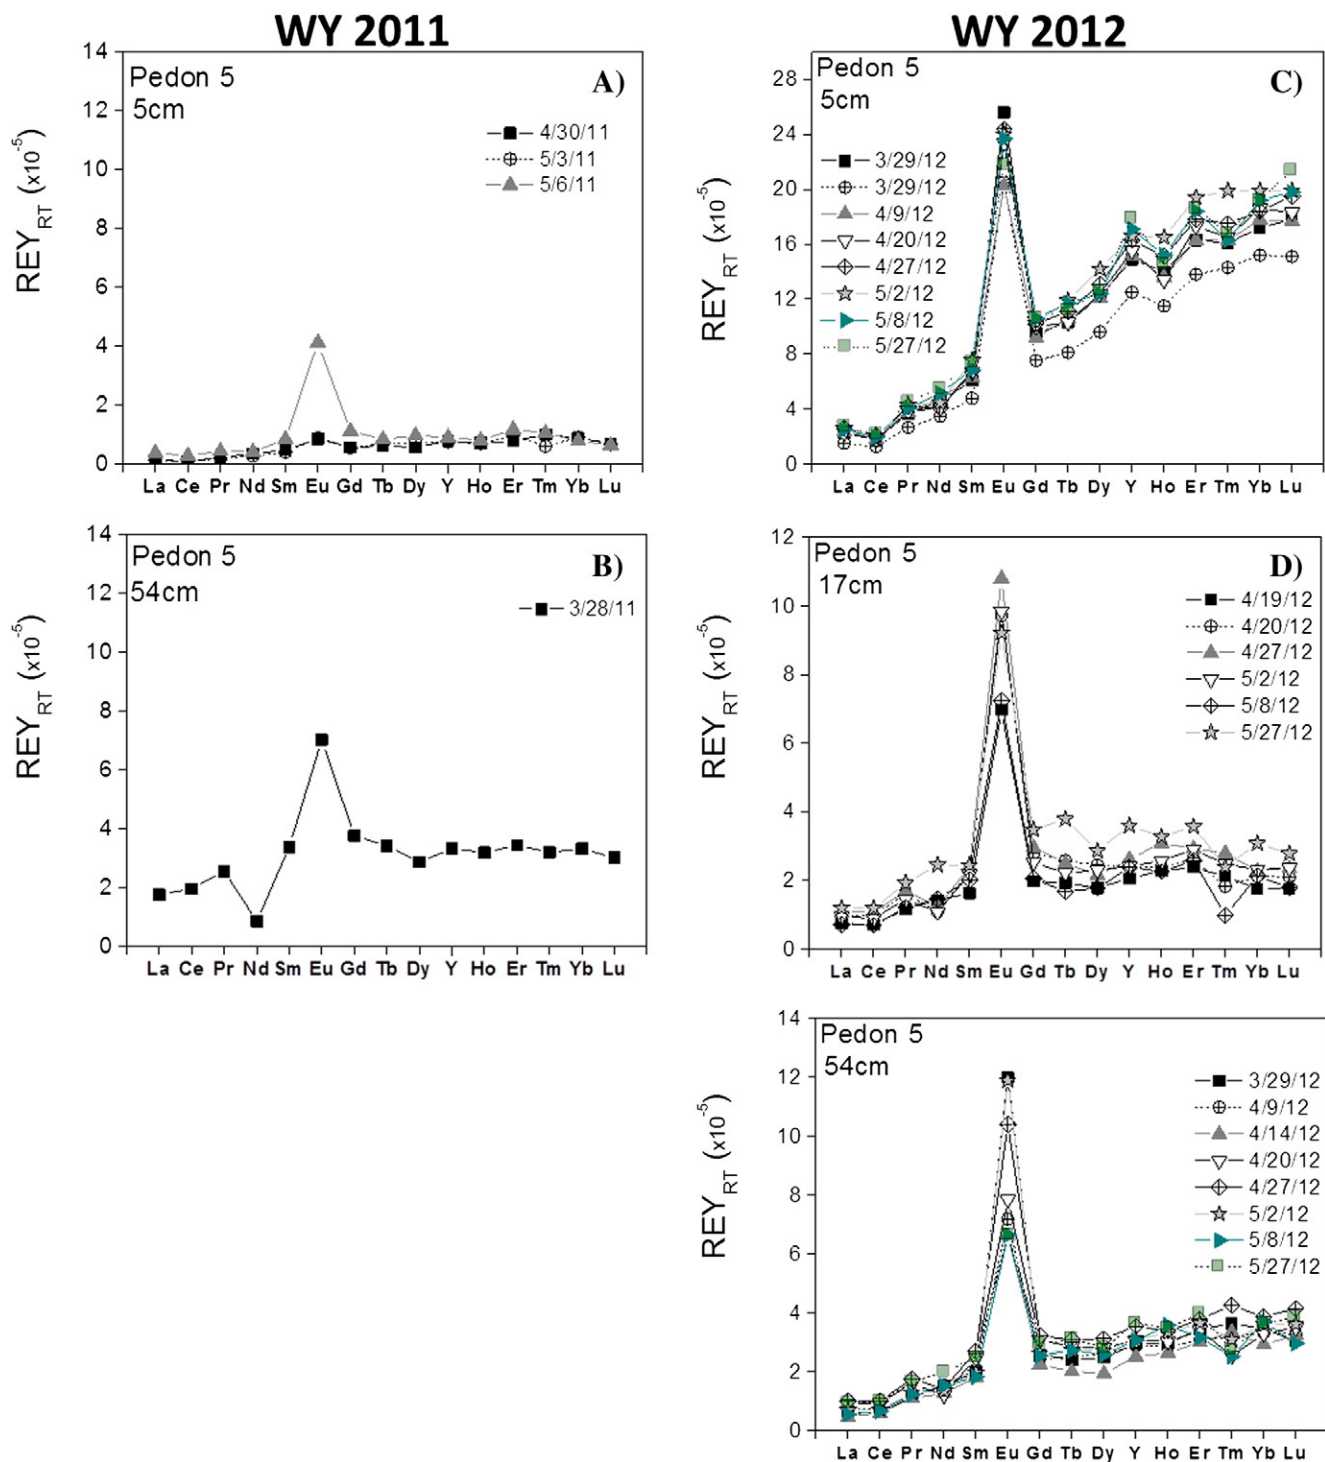 WY 2011
WY 2012
Pedon 5
5cm
A)
4/30/11
5/3/11
5/6/11
REY_RT (x10^-5)
14
12
10
8
6
4
2
0
La Ce Pr Nd Sm Eu Gd Tb Dy Y Ho Er Tm Yb Lu
Pedon 5
5cm
C)
3/29/12
3/29/12
4/9/12
4/20/12
4/27/12
5/2/12
5/8/12
5/27/12
REY_RT (x10^-5)
28
24
20
16
12
8
4
0
La Ce Pr Nd Sm Eu Gd Tb Dy Y Ho Er Tm Yb Lu
Pedon 5
54cm
B)
3/28/11
REY_RT (x10^-5)
14
12
10
8
6
4
2
0
La Ce Pr Nd Sm Eu Gd Tb Dy Y Ho Er Tm Yb Lu
Pedon 5
17cm
D)
4/19/12
4/20/12
4/27/12
5/2/12
5/8/12
5/27/12
REY_RT (x10^-5)
12
10
8
6
4
2
0
La Ce Pr Nd Sm Eu Gd Tb Dy Y Ho Er Tm Yb Lu
Pedon 5
54cm
3/29/12
4/9/12
4/14/12
4/20/12
4/27/12
5/2/12
5/8/12
5/27/12
REY_RT (x10^-5)
14
12
10
8
6
4
2
0
La Ce Pr Nd Sm Eu Gd Tb Dy Y Ho Er Tm Yb Lu